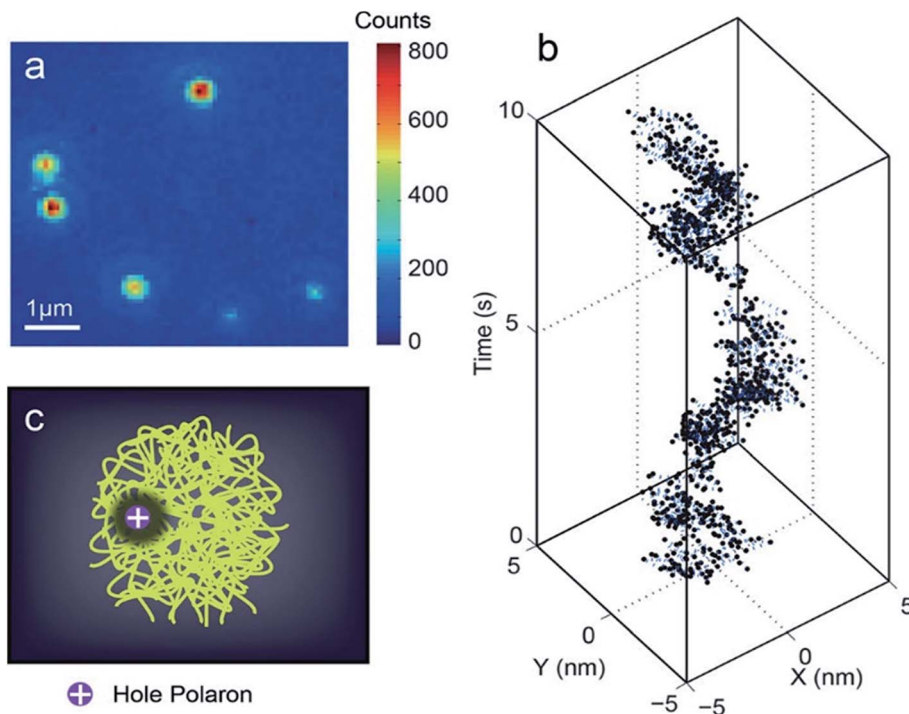 Counts
a
800
600
400
200
0
1μm
b
10
5
0
Time (s)
5
0
−5
Y (nm)
−5
0
5
X (nm)
c
Hole Polaron